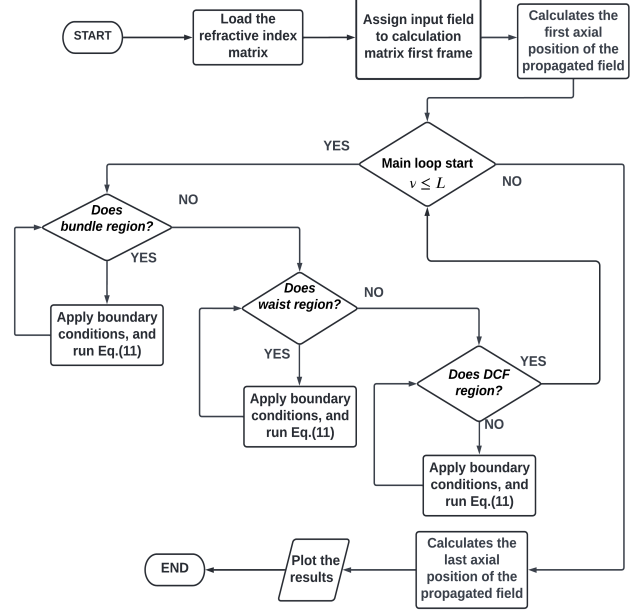 START
Load the
refractive index
matrix
Assign input field
to calculation
matrix first frame
Calculates the
first axial
position of the
propagated field
YES
Main loop start
v ≤ L
NO
Does
bundle region?
NO
YES
Apply boundary
conditions, and
run Eq.(11)
Does
waist region?
NO
YES
Apply boundary
conditions, and
run Eq.(11)
Does DCF
region?
YES
NO
Apply boundary
conditions, and
run Eq.(11)
Calculates the
last axial
position of the
propagated field
Plot the
results
END